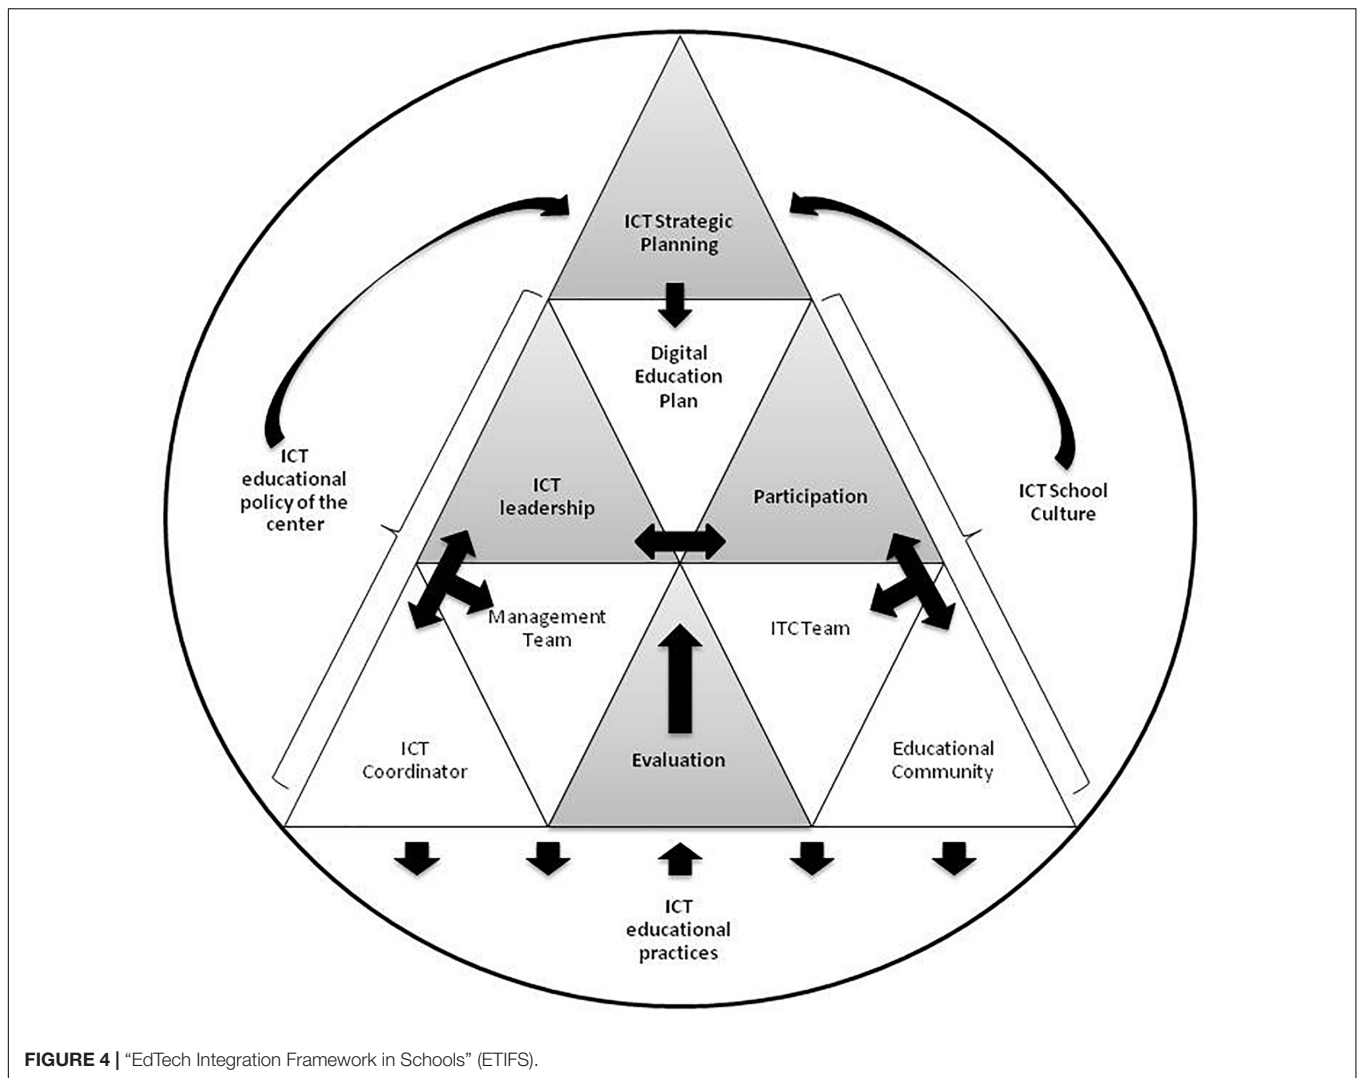 ICT Strategic
Planning
Digital
Education
Plan
ICT
educational
policy of the
center
ICT
leadership
Participation
ICT School
Culture
Management
Team
ITC Team
ICT
Coordinator
Evaluation
Educational
Community
ICT
educational
practices
FIGURE 4 | “EdTech Integration Framework in Schools” (ETIFS).